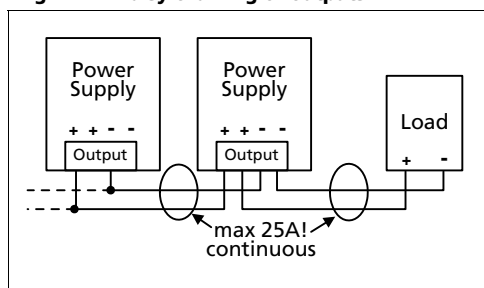 Power
Supply
+ + - -
Output
Power
Supply
+ + - -
Output
Load
+ -
max 25A!
continuous